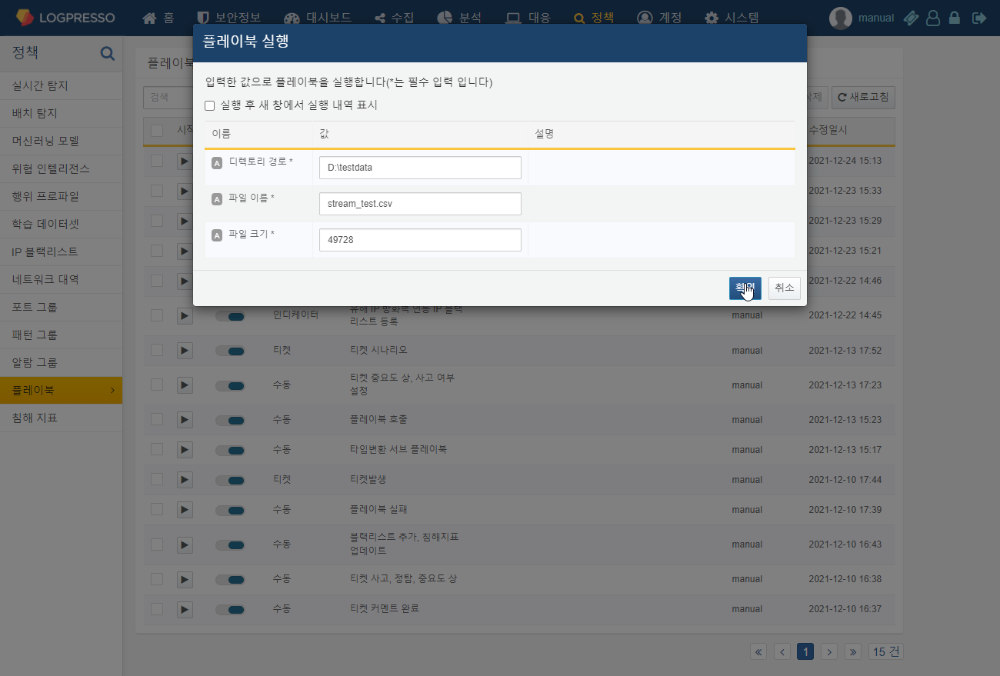 LOGPRESSO 홈 보안정보 대시보드 수집 분석 대응 정책 계정 시스템 manual
정책
실시간 탐지
배치 탐지
머신러닝 모델
위협 인텔리전스
행위 프로파일
학습 데이터셋
IP 블랙리스트
네트워크 대역
포트 그룹
패턴 그룹
알람 그룹
플레이북
침해 지표
플레이북 실행
입력한 값으로 플레이북을 실행합니다(*는 필수 입력 입니다)
실행 후 새 창에서 실행 내역 표시
이름 값 설명
A 디렉토리 경로 * D:\testdata
A 파일 이름 * stream_test.csv
A 파일 크기 * 49728
취소
플레이북
검색 새로고침
수정일시
2021-12-24 15:13
2021-12-23 15:33
2021-12-23 15:29
2021-12-23 15:21
2021-12-22 14:46
인디케이터 유해 IP 방화벽 연동 IP 블랙
리스트 등록 manual 2021-12-22 14:45
티켓 티켓 시나리오 manual 2021-12-13 17:52
수동 티켓 중요도 상, 사고 여부
설정 manual 2021-12-13 17:23
수동 플레이북 호출 manual 2021-12-13 15:23
수동 타입변환 서브 플레이북 manual 2021-12-13 15:17
티켓 티켓발생 manual 2021-12-10 17:44
수동 플레이북 실패 manual 2021-12-10 17:39
수동 블랙리스트 추가, 침해지표
업데이트 manual 2021-12-10 16:43
수동 티켓 사고, 정탐, 중요도 상 manual 2021-12-10 16:38
수동 티켓 커멘트 완료 manual 2021-12-10 16:37
« ‹ 1 › » 15 건